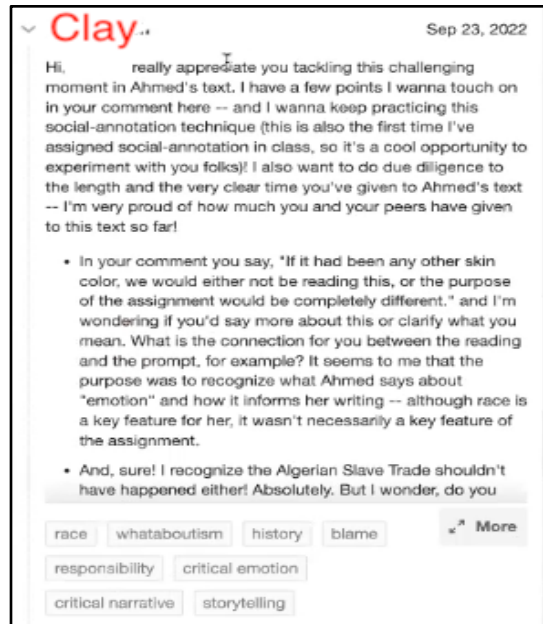 Clay..
Sep 23, 2022
Hi, really appreciate you tackling this challenging
moment in Ahmed's text. I have a few points I wanna touch on
in your comment here -- and I wanna keep practicing this
social-annotation technique (this is also the first time I've
assigned social-annotation in class, so it's a cool opportunity to
experiment with you folks)! I also want to do due diligence to
the length and the very clear time you've given to Ahmed's text
-- I'm very proud of how much you and your peers have given
to this text so far!
• In your comment you say, "If it had been any other skin
color, we would either not be reading this, or the purpose
of the assignment would be completely different." and I'm
wondering if you'd say more about this or clarify what you
mean. What is the connection for you between the reading
and the prompt, for example? It seems to me that the
purpose was to recognize what Ahmed says about
"emotion" and how it informs her writing -- although race is
a key feature for her, it wasn't necessarily a key feature of
the assignment.
• And, sure! I recognize the Algerian Slave Trade shouldn't
have happened either! Absolutely. But I wonder, do you
More
race whataboutism history blame
responsibility critical emotion
critical narrative storytelling